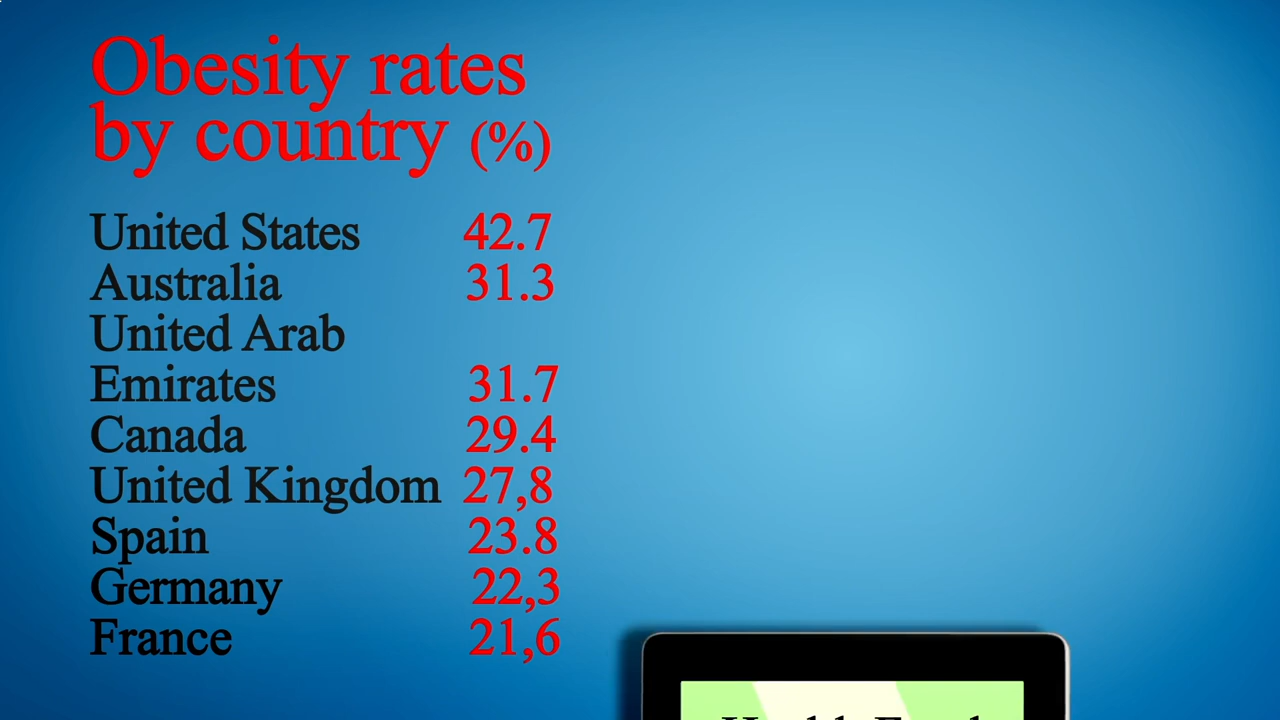 Obesity rates
by country (%)
United States 42.7
Australia 31.3
United Arab
Emirates 31.7
Canada 29.4
United Kingdom 27,8
Spain 23.8
Germany 22,3
France 21,6